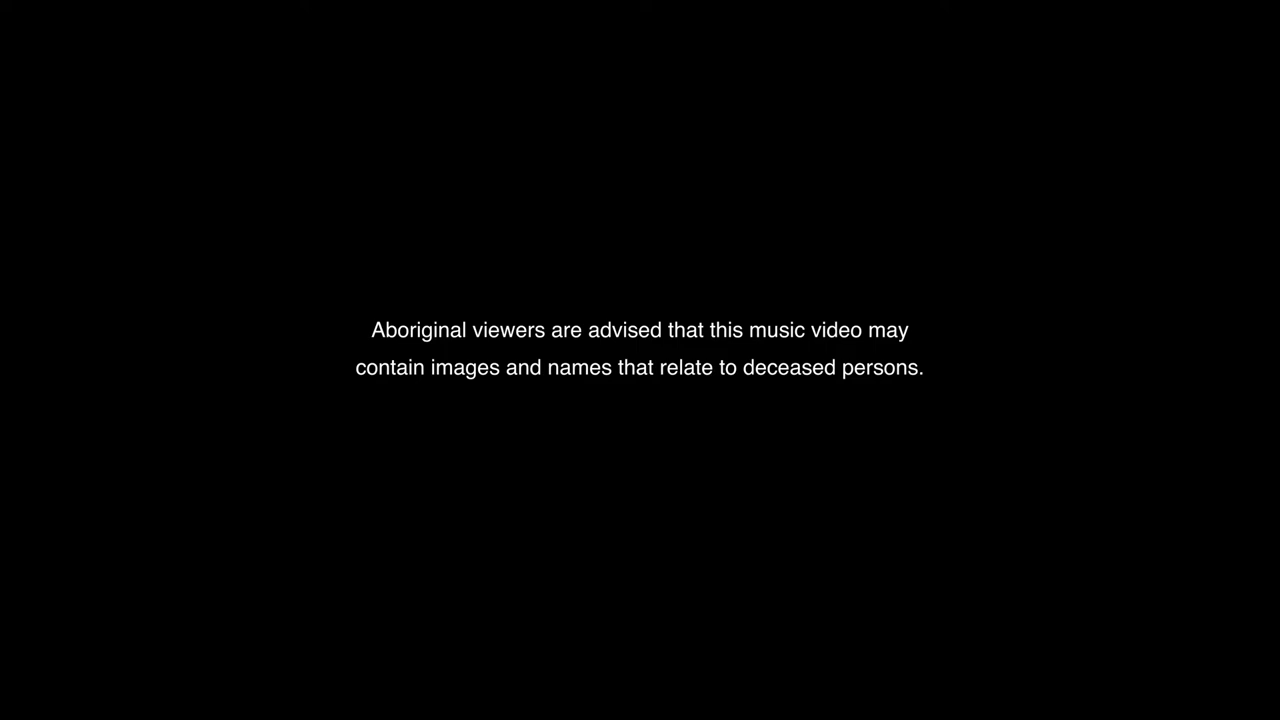 Aboriginal viewers are advised that this music video may
contain images and names that relate to deceased persons.